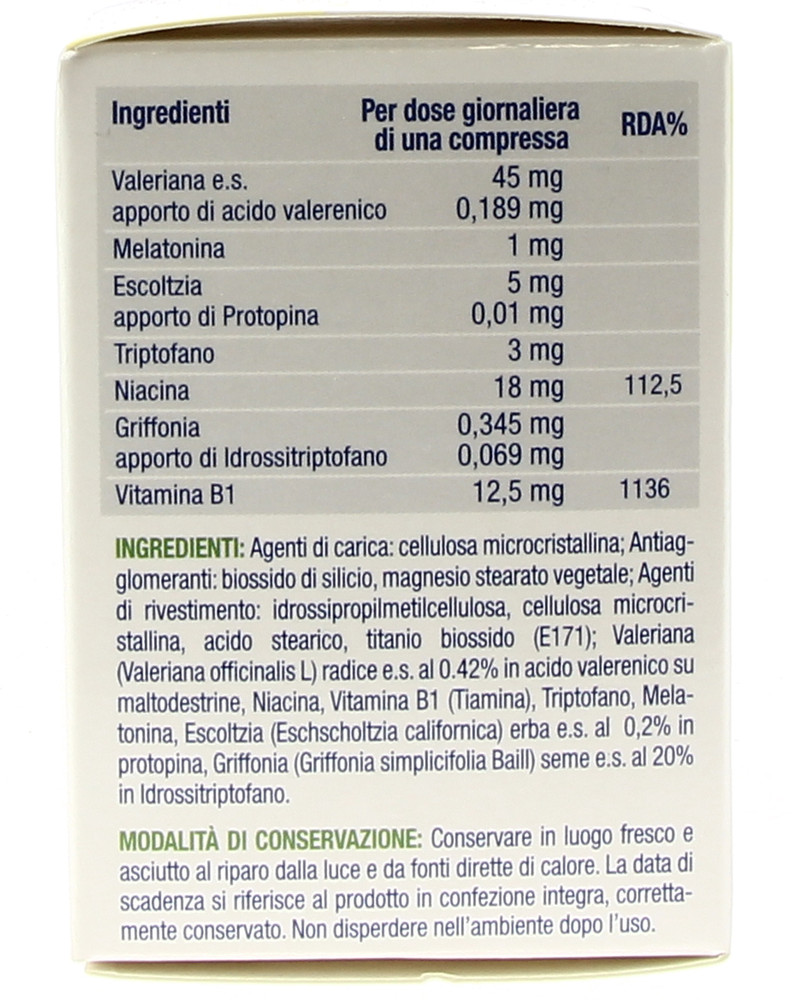 Ingredienti Per dose giornaliera di una compressa RDA%
Valeriana e.s. 45 mg
apporto di acido valerenico 0,189 mg
Melatonina 1 mg
Escoltzia 5 mg
apporto di Protopina 0,01 mg
Triptofano 3 mg
Niacina 18 mg 112,5
Griffonia 0,345 mg
apporto di Idrossitriptofano 0,069 mg
Vitamina B1 12,5 mg 1136
INGREDIENTI: Agenti di carica: cellulosa microcristallina; Antiag-
glomeranti: biossido di silicio, magnesio stearato vegetale; Agenti
di rivestimento: idrossipropilmetilcellulosa, cellulosa microcri-
stallina, acido stearico, titanio biossido (E171); Valeriana
(Valeriana officinalis L) radice e.s. al 0.42% in acido valerenico su
maltodestrine, Niacina, Vitamina B1 (Tiamina), Triptofano, Mela-
tonina, Escoltzia (Eschscholtzia californica) erba e.s. al 0,2% in
protopina, Griffonia (Griffonia simplicifolia Baill) seme e.s. al 20%
in Idrossitriptofano.
MODALITÀ DI CONSERVAZIONE: Conservare in luogo fresco e
asciutto al riparo dalla luce e da fonti dirette di calore. La data di
scadenza si riferisce al prodotto in confezione integra, corretta-
mente conservato. Non disperdere nell'ambiente dopo l'uso.